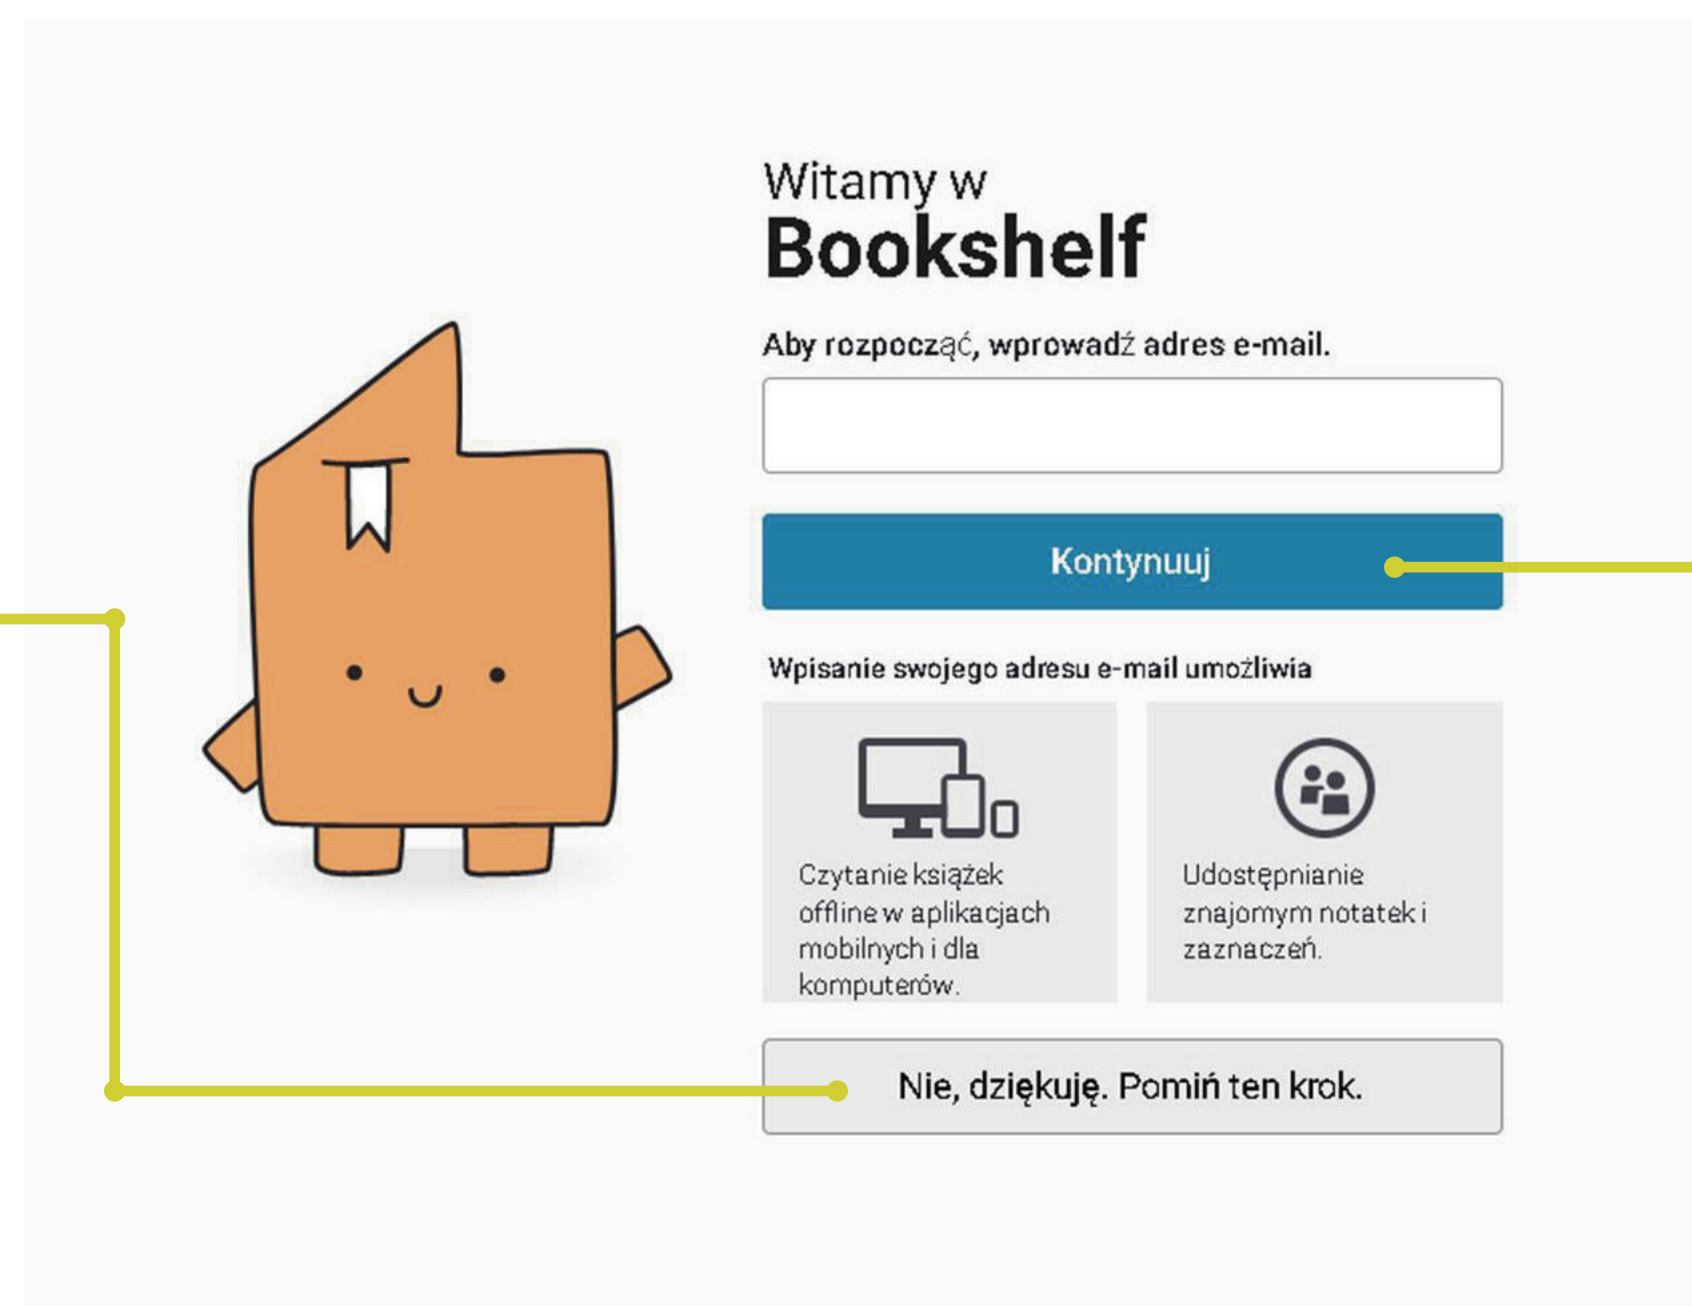 Witamy w
Bookshelf
Aby rozpocząć, wprowadź adres e-mail.
Kontynuuj
Wpisanie swojego adresu e-mail umożliwia
Czytanie książek
offline w aplikacjach
mobilnych i dla
komputerów.
Udostępnianie
znajomym notatek i
zaznaczeń.
Nie, dziękuję. Pomiń ten krok.